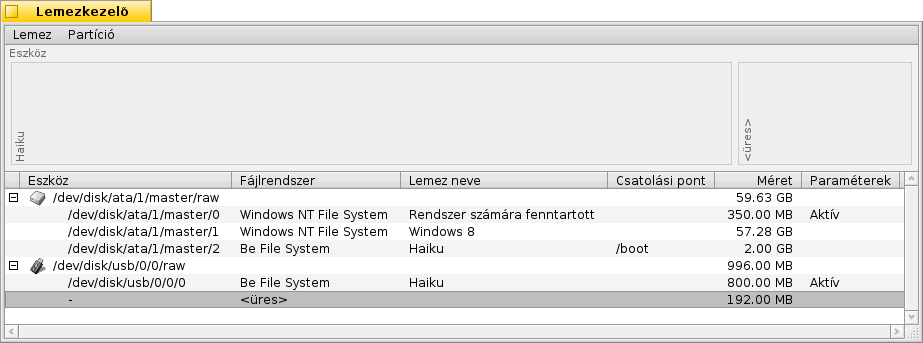 Lemezkezelő
Lemez Partíció
Eszköz
Haiku
<üres>
Eszköz Fájlrendszer Lemez neve Csatolási pont Méret Paraméterek
/dev/disk/ata/1/master/raw 59.63 GB
/dev/disk/ata/1/master/0 Windows NT File System Rendszer számára fenntartott 350.00 MB Aktív
/dev/disk/ata/1/master/1 Windows NT File System Windows 8 57.28 GB
/dev/disk/ata/1/master/2 Be File System Haiku /boot 2.00 GB
/dev/disk/usb/0/0/raw 996.00 MB
/dev/disk/usb/0/0/0 Be File System Haiku 800.00 MB Aktív
- <üres> 192.00 MB